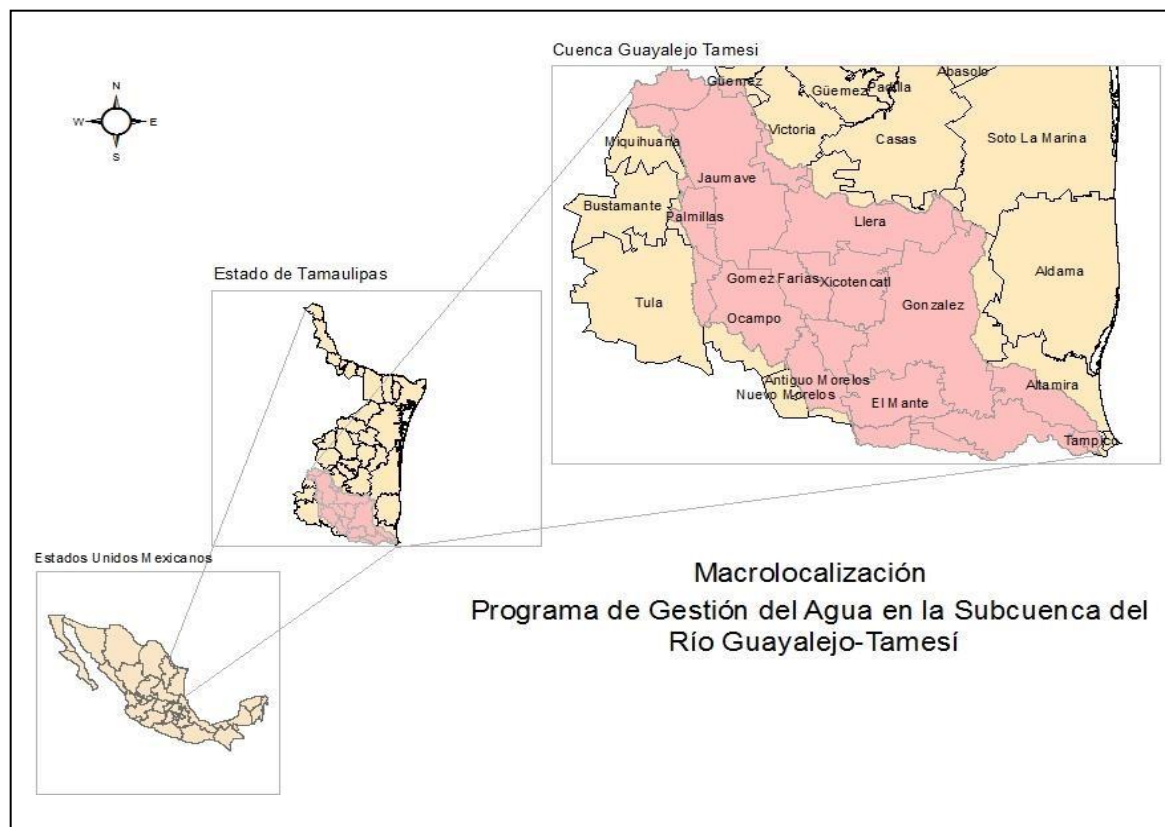 Cuenca Guayalejo Tamesi
N
W E
S
Güemez
Güemez
Padilla
Abasolo
Victoria
Casas
Soto La Marina
Miquihuana
Jaumave
Bustamante
Palmillas
Llera
Aldama
Tula
Gomez Farias
Xicotencatl
Gonzalez
Ocampo
Antiguo Morelos
Nuevo Morelos
El Mante
Altamira
Tampico
Estado de Tamaulipas
Estados Unidos Mexicanos
Macrolocalización
Programa de Gestión del Agua en la Subcuenca del
Río Guayalejo-Tamesí